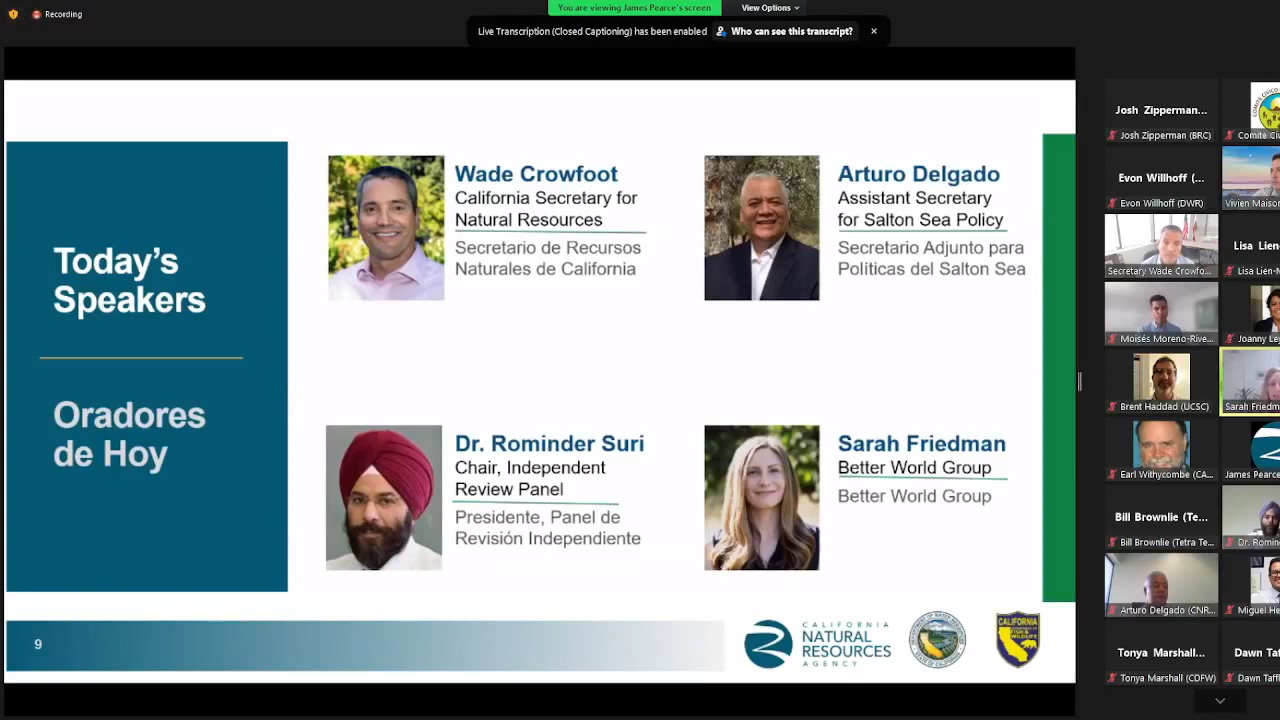 Recording
You are viewing James Pearce's screen
View Options
Live Transcription (Closed Captioning) has been enabled
Who can see this transcript?
Today's
Speakers
Oradores
de Hoy
Wade Crowfoot
California Secretary for
Natural Resources
Secretario de Recursos
Naturales de California
Arturo Delgado
Assistant Secretary
for Salton Sea Policy
Secretario Adjunto para
Políticas del Salton Sea
Dr. Rominder Suri
Chair, Independent
Review Panel
Presidente, Panel de
Revisión Independiente
Sarah Friedman
Better World Group
Better World Group
9
CALIFORNIA
NATURAL
RESOURCES
AGENCY
CALIFORNIA
FISH &
WILDLIFE
Josh Zipperman...
Josh Zipperman (BRC)
Comite Civ
Evon Willhoff (...
Evon Willhoff (DWR)
Vivien Maison
Secretary Wade Crowfo...
Lisa Lien-
Lisa Lien-M
Moisés Moreno-Rive...
Joanny Le
Brent Haddad (UCSC)
Sarah Friedm
Earl Withycombe (CA...
James Pearce
Bill Brownlie (Te...
Bill Brownlie (Tetra Te...
Dr. Romin
Arturo Delgado (CNR...
Miguel He
Tonya Marshall...
Tonya Marshall (CDFW)
Dawn Taf
Dawn Taffl